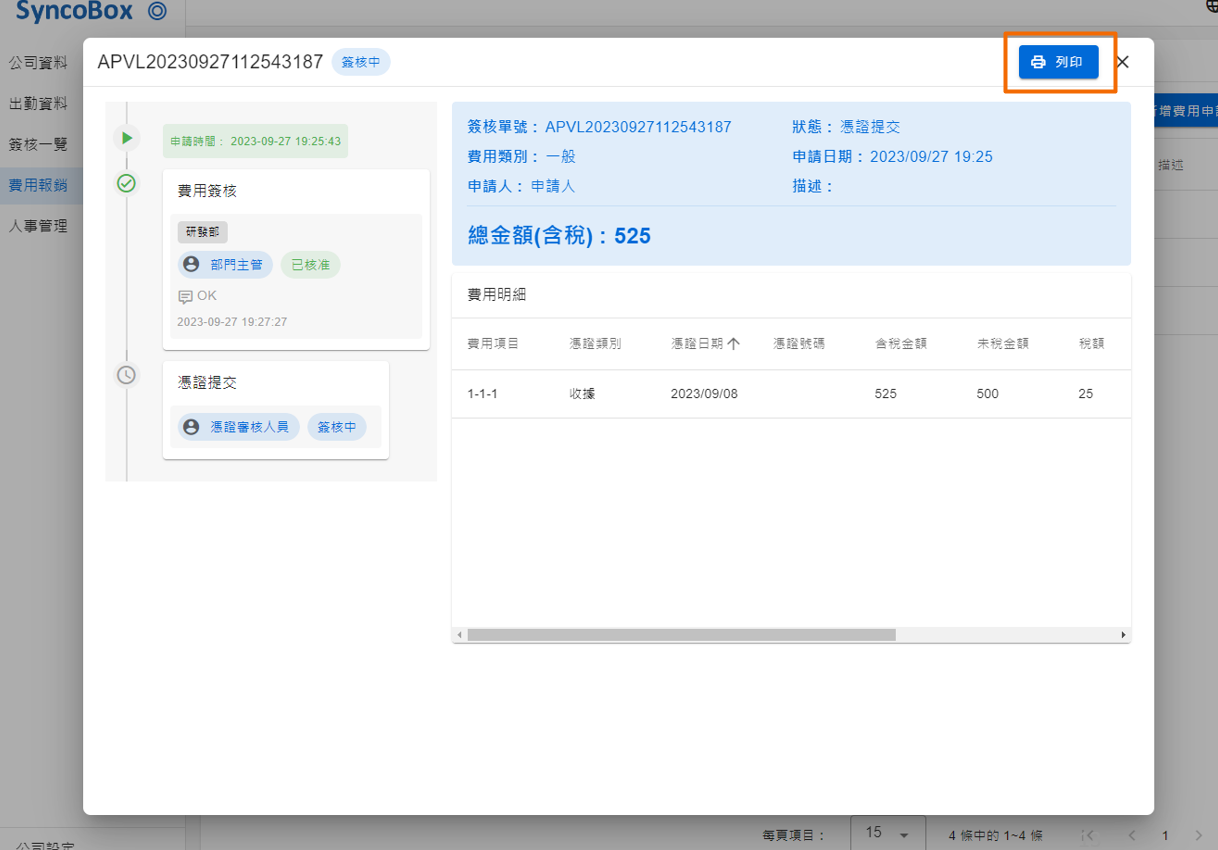 SyncoBox
公司資料
出勤資料
簽核一覽
費用報銷
人事管理
公司設定
APVL20230927112543187 簽核中
列印
申請時間： 2023-09-27 19:25:43
費用簽核
研發部
部門主管 已核准
OK
2023-09-27 19:27:27
憑證提交
憑證審核人員 簽核中
簽核單號： APVL20230927112543187 狀態： 憑證提交
費用類別： 一般 申請日期： 2023/09/27 19:25
申請人： 申請人 描述：
總金額(含稅)：525
費用明細
費用項目 憑證類別 憑證日期 憑證號碼 含稅金額 未稅金額 稅額
1-1-1 收據 2023/09/08 525 500 25
增費用申
描述
每頁項目： 15 4 條中的 1~4 條 1